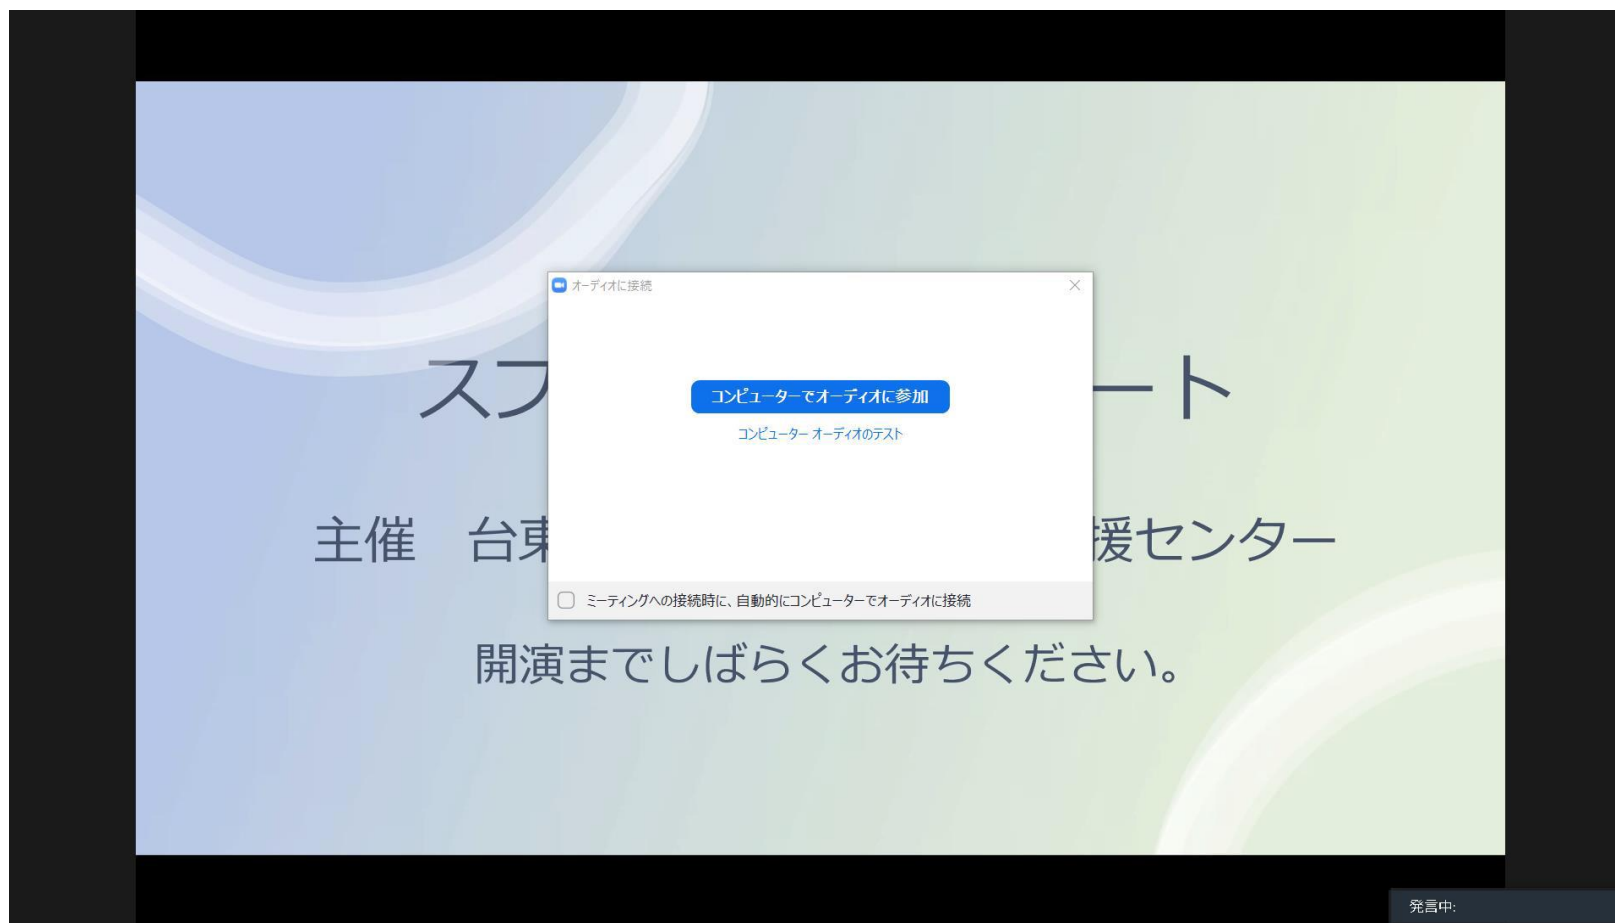 オーディオに接続
ス ート
コンピューターでオーディオに参加
コンピューター オーディオのテスト
主催 台東 援センター
ミーティングへの接続時に、自動的にコンピューターでオーディオに接続
開演までしばらくお待ちください。
発言中: